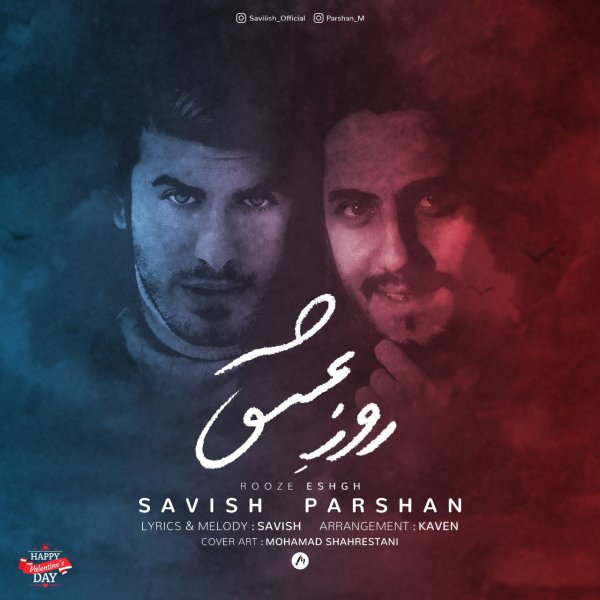 Saviiish_Official Parshan_M
روزِ عشق
ROOZE ESHGH
SAVISH PARSHAN
LYRICS & MELODY : SAVISH ARRANGEMENT : KAVEN
COVER ART : MOHAMAD SHAHRESTANI
HAPPY
Valentine's
DAY